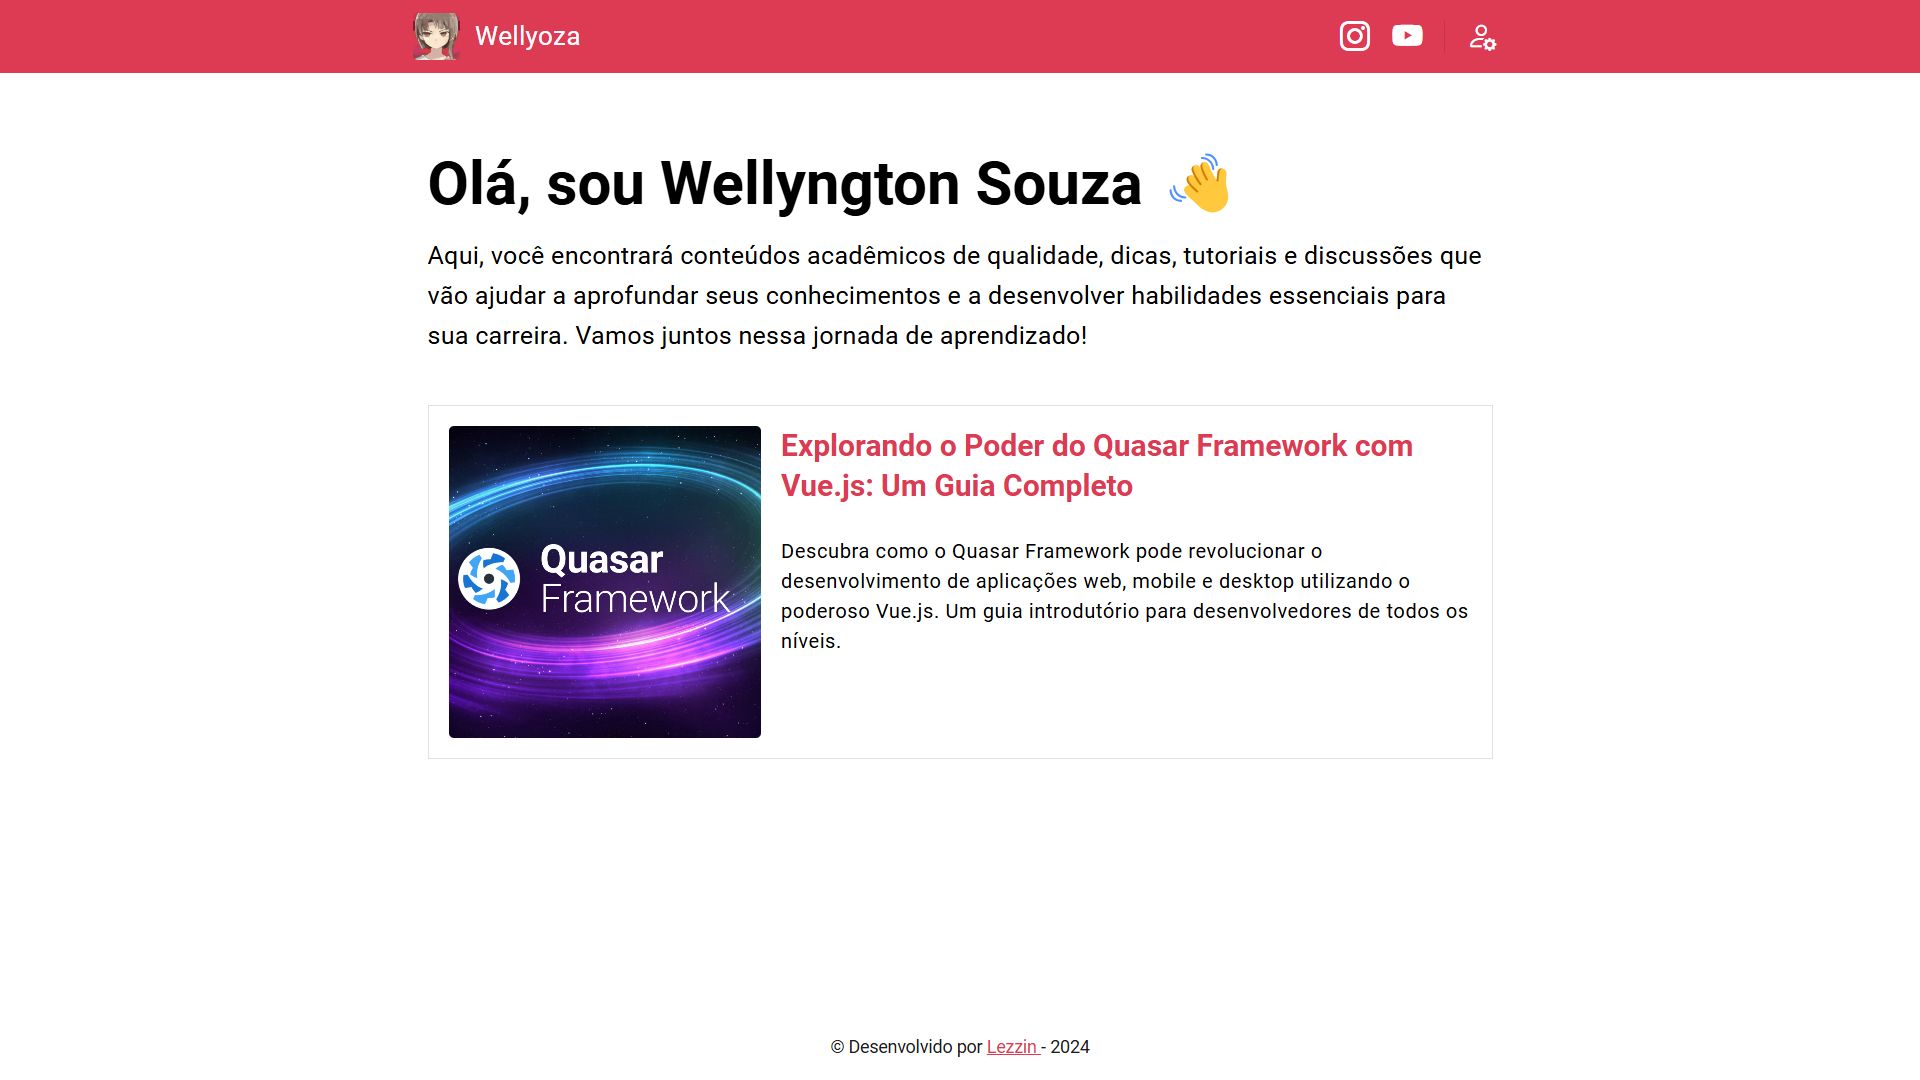 Wellyoza
Olá, sou Wellyngton Souza 👋
Aqui, você encontrará conteúdos acadêmicos de qualidade, dicas, tutoriais e discussões que
vão ajudar a aprofundar seus conhecimentos e a desenvolver habilidades essenciais para
sua carreira. Vamos juntos nessa jornada de aprendizado!
Quasar
Framework
Explorando o Poder do Quasar Framework com
Vue.js: Um Guia Completo
Descubra como o Quasar Framework pode revolucionar o
desenvolvimento de aplicações web, mobile e desktop utilizando o
poderoso Vue.js. Um guia introdutório para desenvolvedores de todos os
níveis.
© Desenvolvido por Lezzin - 2024